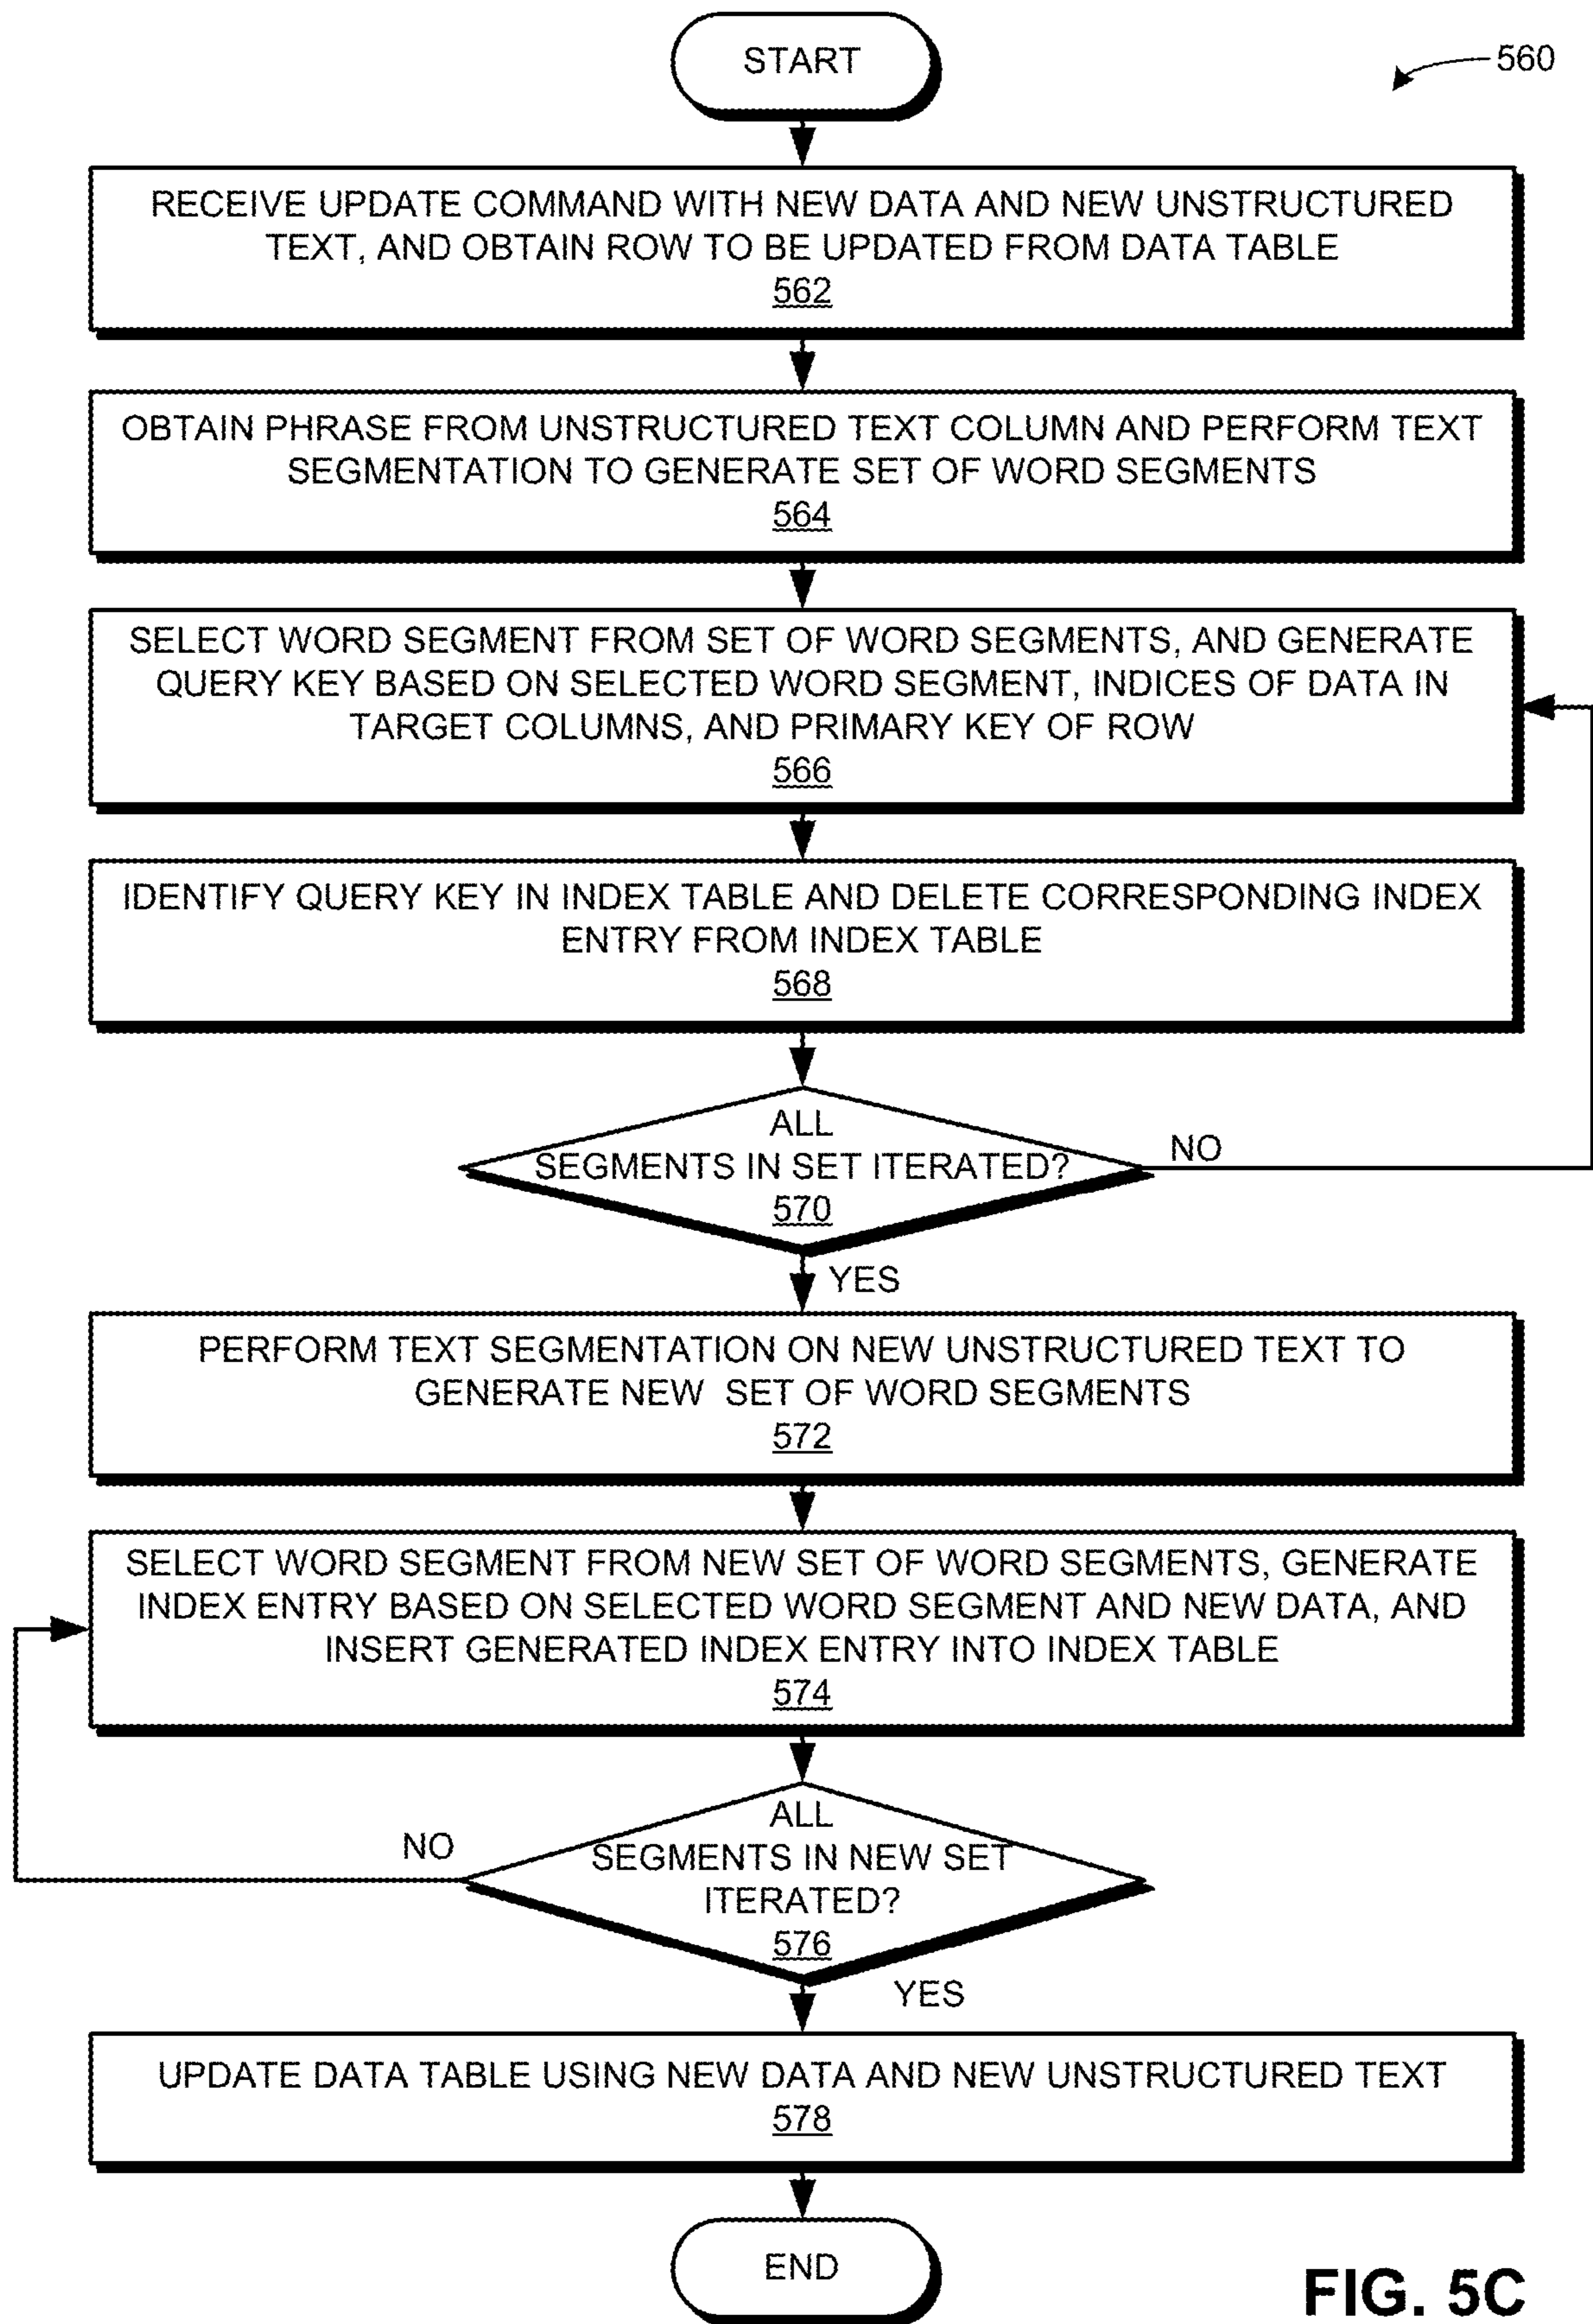 START
560
RECEIVE UPDATE COMMAND WITH NEW DATA AND NEW UNSTRUCTURED
TEXT, AND OBTAIN ROW TO BE UPDATED FROM DATA TABLE
562
OBTAIN PHRASE FROM UNSTRUCTURED TEXT COLUMN AND PERFORM TEXT
SEGMENTATION TO GENERATE SET OF WORD SEGMENTS
564
SELECT WORD SEGMENT FROM SET OF WORD SEGMENTS, AND GENERATE
QUERY KEY BASED ON SELECTED WORD SEGMENT, INDICES OF DATA IN
TARGET COLUMNS, AND PRIMARY KEY OF ROW
566
IDENTIFY QUERY KEY IN INDEX TABLE AND DELETE CORRESPONDING INDEX
ENTRY FROM INDEX TABLE
568
ALL
SEGMENTS IN SET ITERATED?
570
NO
YES
PERFORM TEXT SEGMENTATION ON NEW UNSTRUCTURED TEXT TO
GENERATE NEW SET OF WORD SEGMENTS
572
SELECT WORD SEGMENT FROM NEW SET OF WORD SEGMENTS, GENERATE
INDEX ENTRY BASED ON SELECTED WORD SEGMENT AND NEW DATA, AND
INSERT GENERATED INDEX ENTRY INTO INDEX TABLE
574
ALL
SEGMENTS IN NEW SET
ITERATED?
576
NO
YES
UPDATE DATA TABLE USING NEW DATA AND NEW UNSTRUCTURED TEXT
578
END
FIG. 5C